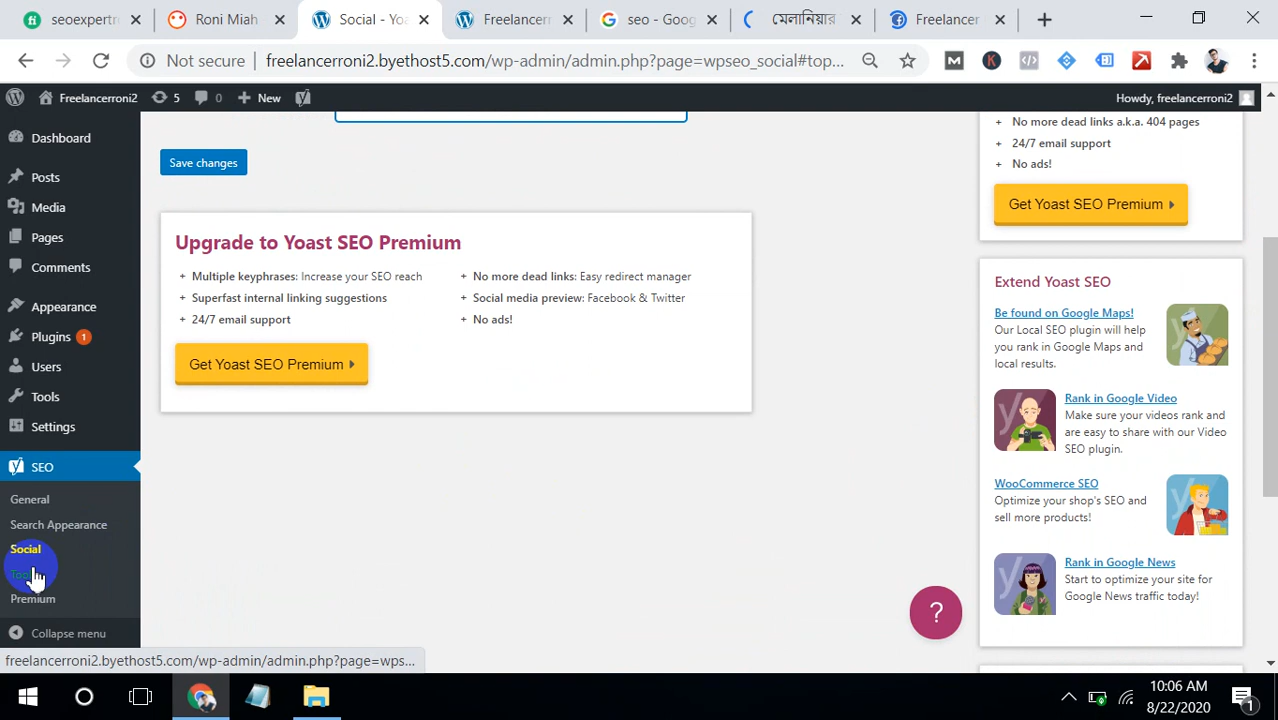 seoexpertr
Roni Miah
Social - Yoa
Freelancerr
seo - Goog
মেলানিয়ার
Freelancer
Not secure
freelancerroni2.byethost5.com/wp-admin/admin.php?page=wpseo_social#top...
Freelancerroni2
5
0
New
Howdy, freelancerroni2
Dashboard
Posts
Media
Pages
Comments
Appearance
Plugins 1
Users
Tools
Settings
SEO
General
Search Appearance
Social
Premium
Collapse menu
Save changes
Upgrade to Yoast SEO Premium
+ Multiple keyphrases: Increase your SEO reach
+ Superfast internal linking suggestions
+ 24/7 email support
+ No more dead links: Easy redirect manager
+ Social media preview: Facebook & Twitter
+ No ads!
Get Yoast SEO Premium
+ No more dead links a.k.a. 404 pages
+ 24/7 email support
+ No ads!
Get Yoast SEO Premium
Extend Yoast SEO
Be found on Google Maps!
Our Local SEO plugin will help
you rank in Google Maps and
local results.
Rank in Google Video
Make sure your videos rank and
are easy to share with our Video
SEO plugin.
WooCommerce SEO
Optimize your shop's SEO and
sell more products!
Rank in Google News
Start to optimize your site for
Google News traffic today!
?
freelancerroni2.byethost5.com/wp-admin/admin.php?page=wps...
10:06 AM
8/22/2020
1